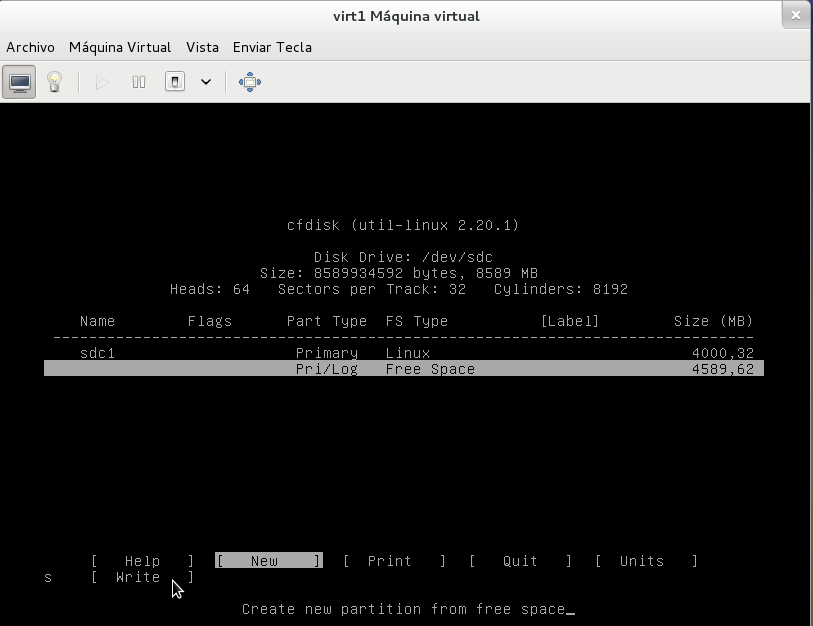 virt1 Máquina virtual
Archivo Máquina Virtual Vista Enviar Tecla
cfdisk (util-linux 2.20.1)
Disk Drive: /dev/sdc
Size: 8589934592 bytes, 8589 MB
Heads: 64 Sectors per Track: 32 Cylinders: 8192
Name Flags Part Type FS Type [Label] Size (MB)
------------------------------------------------------------------------------
sdc1 Primary Linux 4000,32
Pri/Log Free Space 4589,62
[ Help ] [ New ] [ Print ] [ Quit ] [ Units ]
s [ Write ]
Create new partition from free space_